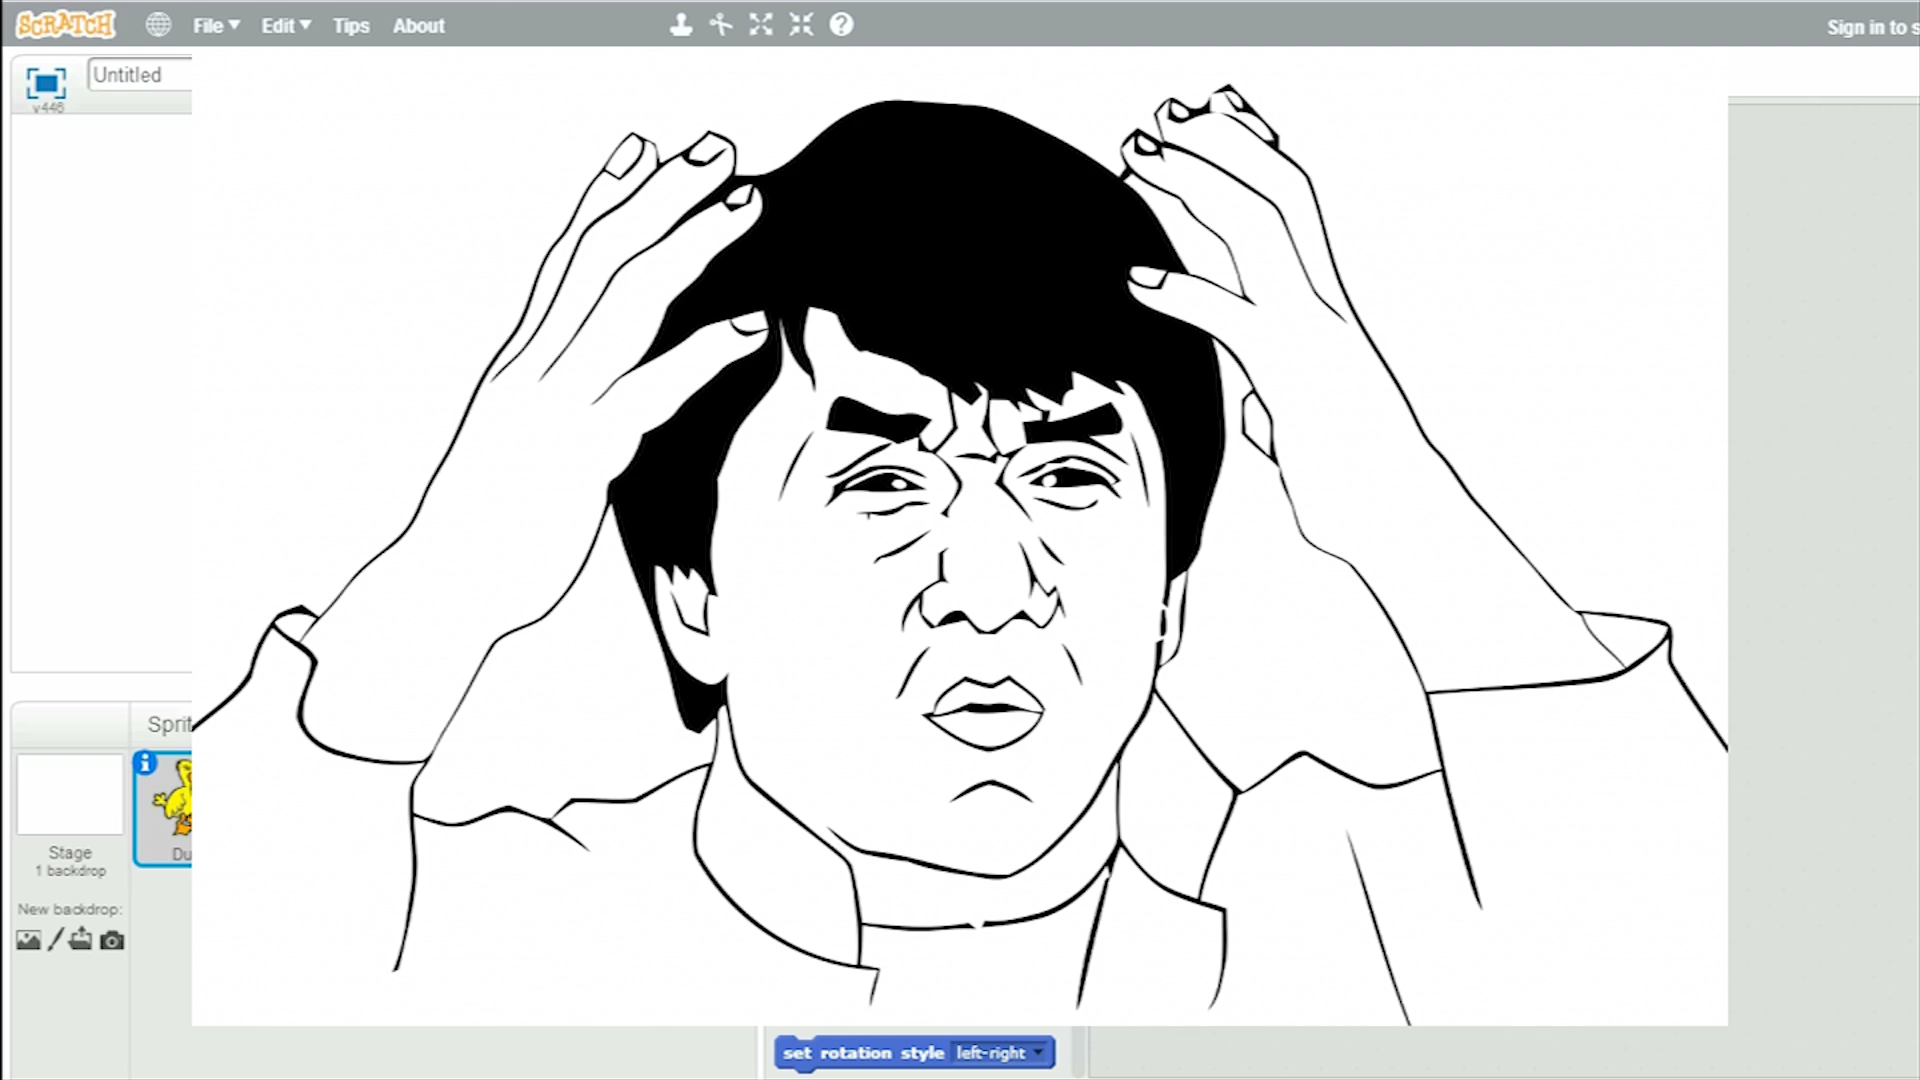 SCRATCH File Edit Tips About Sign in to s
Untitled
v446
Sprit
Du
Stage
1 backdrop
New backdrop:
set rotation style left-right